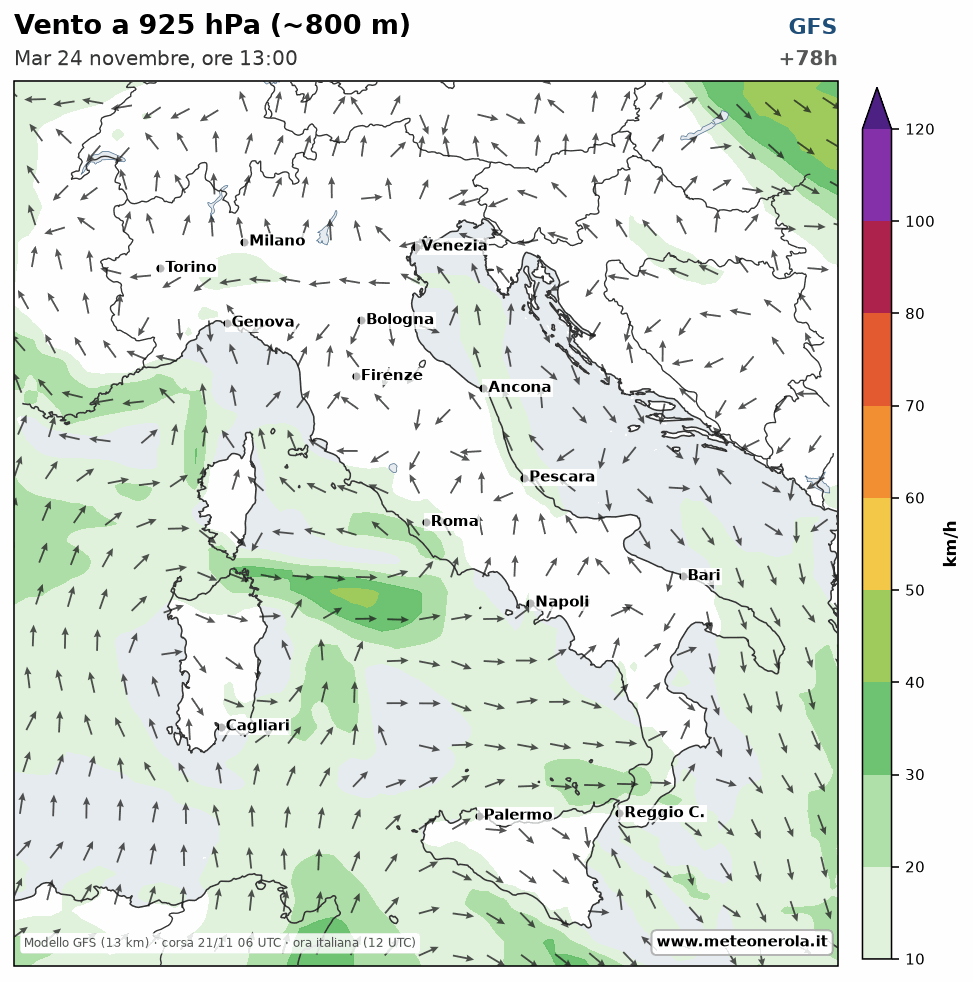 Vento a 925 hPa (~800 m)
GFS
Mar 24 novembre, ore 13:00
+78h
Milano
Venezia
Torino
Genova
Bologna
Firenze
Ancona
Pescara
Roma
Bari
Napoli
Cagliari
Palermo
Reggio C.
120
100
80
70
60
50
40
30
20
10
km/h
Modello GFS (13 km) · corsa 21/11 06 UTC · ora italiana (12 UTC)
www.meteonerola.it